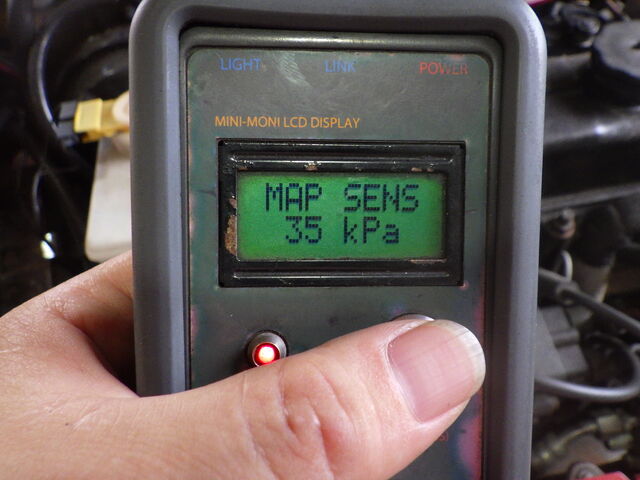 LIGHT LINK POWER
MINI-MONI LCD DISPLAY
MAP SENS
35 kPa